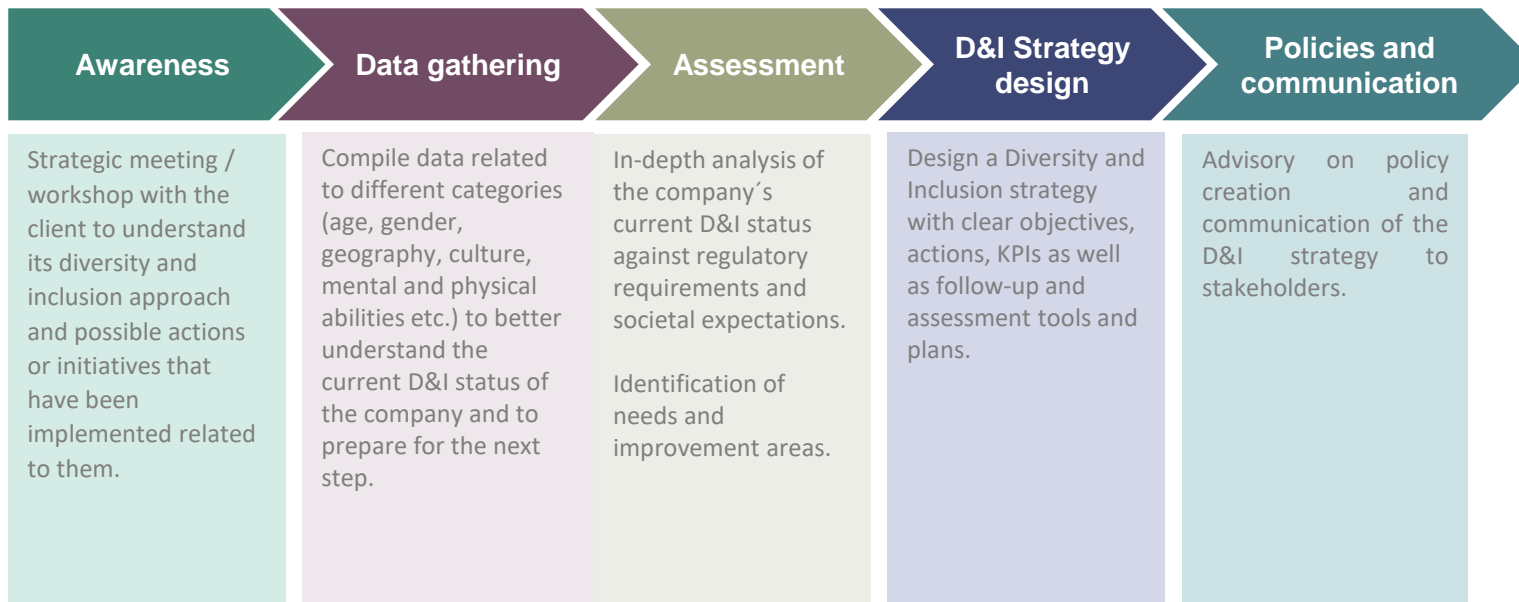 Awareness
Data gathering
Assessment
D&I Strategy
design
Policies and
communication
Strategic meeting /
workshop with the
client to understand
its diversity and
inclusion approach
and possible actions
or initiatives that
have been
implemented related
to them.
Compile data related
to different categories
(age, gender,
geography, culture,
mental and physical
abilities etc.) to better
understand the
current D&I status of
the company and to
prepare for the next
step.
In-depth analysis of
the company´s
current D&I status
against regulatory
requirements and
societal expectations.
Identification of
needs and
improvement areas.
Design a Diversity and
Inclusion strategy
with clear objectives,
actions, KPIs as well
as follow-up and
assessment tools and
plans.
Advisory on policy
creation and
communication of the
D&I strategy to
stakeholders.